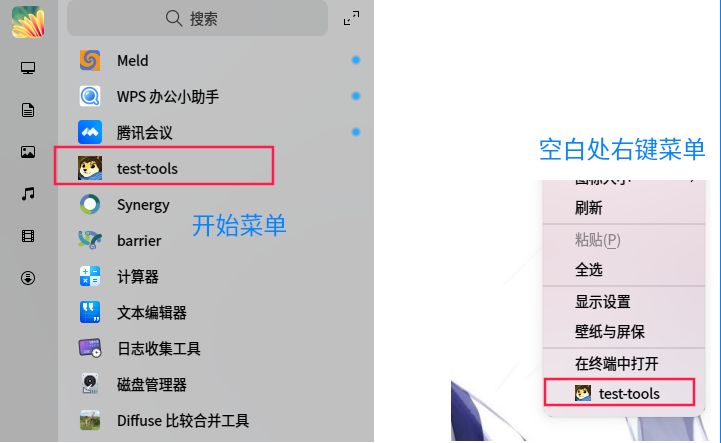 搜索
Meld
WPS 办公小助手
腾讯会议
test-tools
Synergy
barrier
计算器
文本编辑器
日志收集工具
磁盘管理器
Diffuse 比较合并工具
开始菜单
空白处右键菜单
图标大小
刷新
粘贴(P)
全选
显示设置
壁纸与屏保
在终端中打开
test-tools